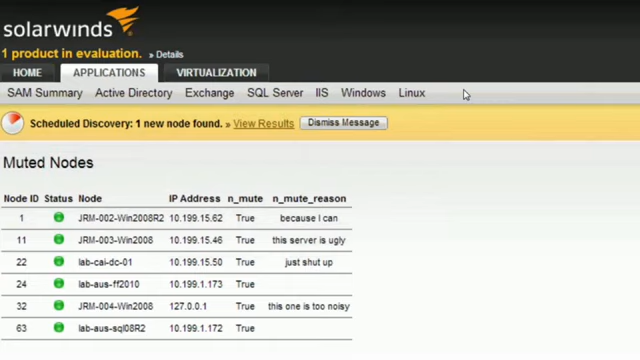 solarwinds
1 product in evaluation. » Details
HOME APPLICATIONS VIRTUALIZATION
SAM Summary Active Directory Exchange SQL Server IIS Windows Linux
Scheduled Discovery: 1 new node found. » View Results Dismiss Message
Muted Nodes
Node ID Status Node IP Address n_mute n_mute_reason
1 JRM-002-Win2008R2 10.199.15.62 True because I can
11 JRM-003-Win2008 10.199.15.46 True this server is ugly
22 lab-cai-dc-01 10.199.15.50 True just shut up
24 lab-aus-ff2010 10.199.1.173 True
32 JRM-004-Win2008 127.0.0.1 True this one is too noisy
63 lab-aus-sql08R2 10.199.1.172 True